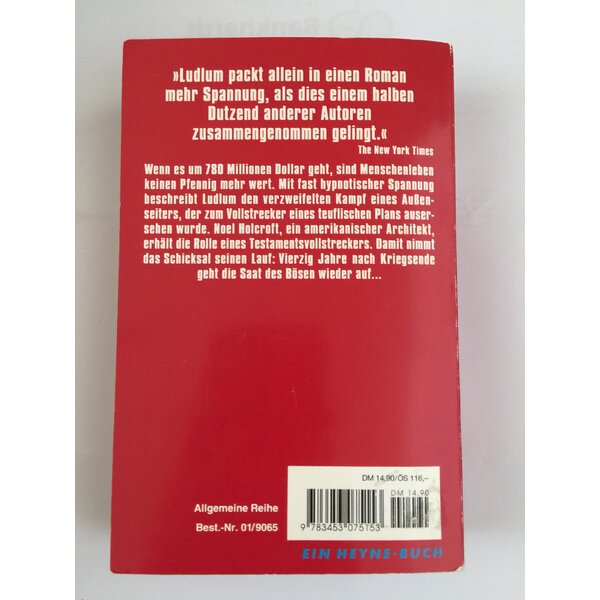 Bankhardt
»Ludlum packt allein in einen Roman
mehr Spannung, als dies einem halben
Dutzend anderer Autoren
zusammengenommen gelingt.«
The New York Times
Wenn es um 780 Millionen Dollar geht, sind Menschenleben
keinen Pfennig mehr wert. Mit fast hypnotischer Spannung
beschreibt Ludlum den verzweifelten Kampf eines Außen-
seiters, der zum Vollstrecker eines teuflischen Plans auser-
sehen wurde. Noel Holcroft, ein amerikanischer Architekt,
erhält die Rolle eines Testamentsvollstreckers. Damit nimmt
das Schicksal seinen Lauf: Vierzig Jahre nach Kriegsende
geht die Saat des Bösen wieder auf...
DM 14,90/ÖS 116,–
DM 14.90
Allgemeine Reihe
Best.-Nr. 01/9065
9 783453 075153
EIN HEYNE-BUCH